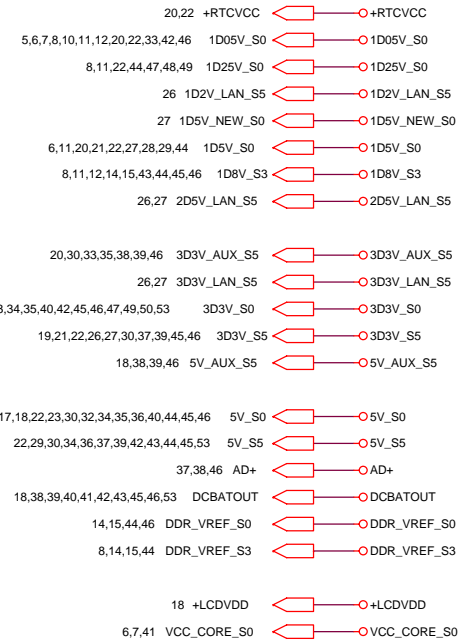 20,22 +RTCVCC +RTCVCC
5,6,7,8,10,11,12,20,22,33,42,46 1D05V_S0 1D05V_S0
8,11,22,44,47,48,49 1D25V_S0 1D25V_S0
26 1D2V_LAN_S5 1D2V_LAN_S5
27 1D5V_NEW_S0 1D5V_NEW_S0
6,11,20,21,22,27,28,29,44 1D5V_S0 1D5V_S0
8,11,12,14,15,43,44,45,46 1D8V_S3 1D8V_S3
26,27 2D5V_LAN_S5 2D5V_LAN_S5
20,30,33,35,38,39,46 3D3V_AUX_S5 3D3V_AUX_S5
26,27 3D3V_LAN_S5 3D3V_LAN_S5
,34,35,40,42,45,46,47,49,50,53 3D3V_S0 3D3V_S0
19,21,22,26,27,30,37,39,45,46 3D3V_S5 3D3V_S5
18,38,39,46 5V_AUX_S5 5V_AUX_S5
17,18,22,23,30,32,34,35,36,40,44,45,46 5V_S0 5V_S0
22,29,30,34,36,37,39,42,43,44,45,53 5V_S5 5V_S5
37,38,46 AD+ AD+
18,38,39,40,41,42,43,45,46,53 DCBATOUT DCBATOUT
14,15,44,46 DDR_VREF_S0 DDR_VREF_S0
8,14,15,44 DDR_VREF_S3 DDR_VREF_S3
18 +LCDVDD +LCDVDD
6,7,41 VCC_CORE_S0 VCC_CORE_S0